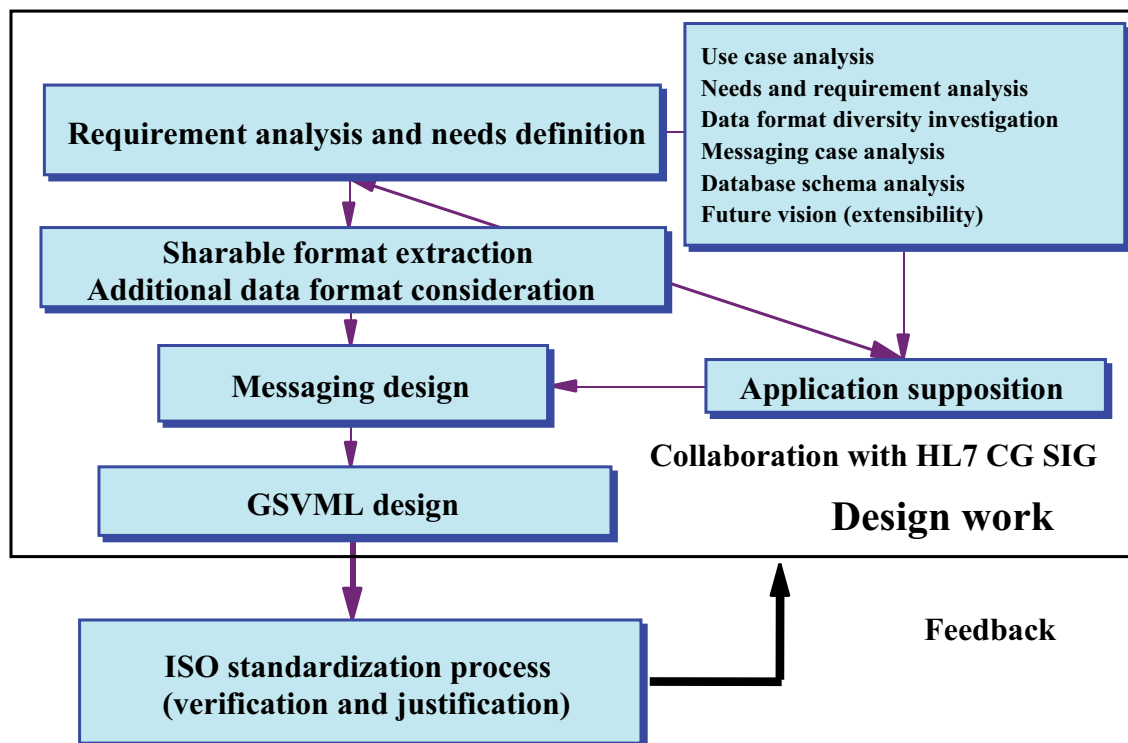 Use case analysis
Needs and requirement analysis
Data format diversity investigation
Messaging case analysis
Database schema analysis
Future vision (extensibility)
Requirement analysis and needs definition
Sharable format extraction
Additional data format consideration
Messaging design
Application supposition
Collaboration with HL7 CG SIG
GSVML design
Design work
Feedback
ISO standardization process
(verification and justification)